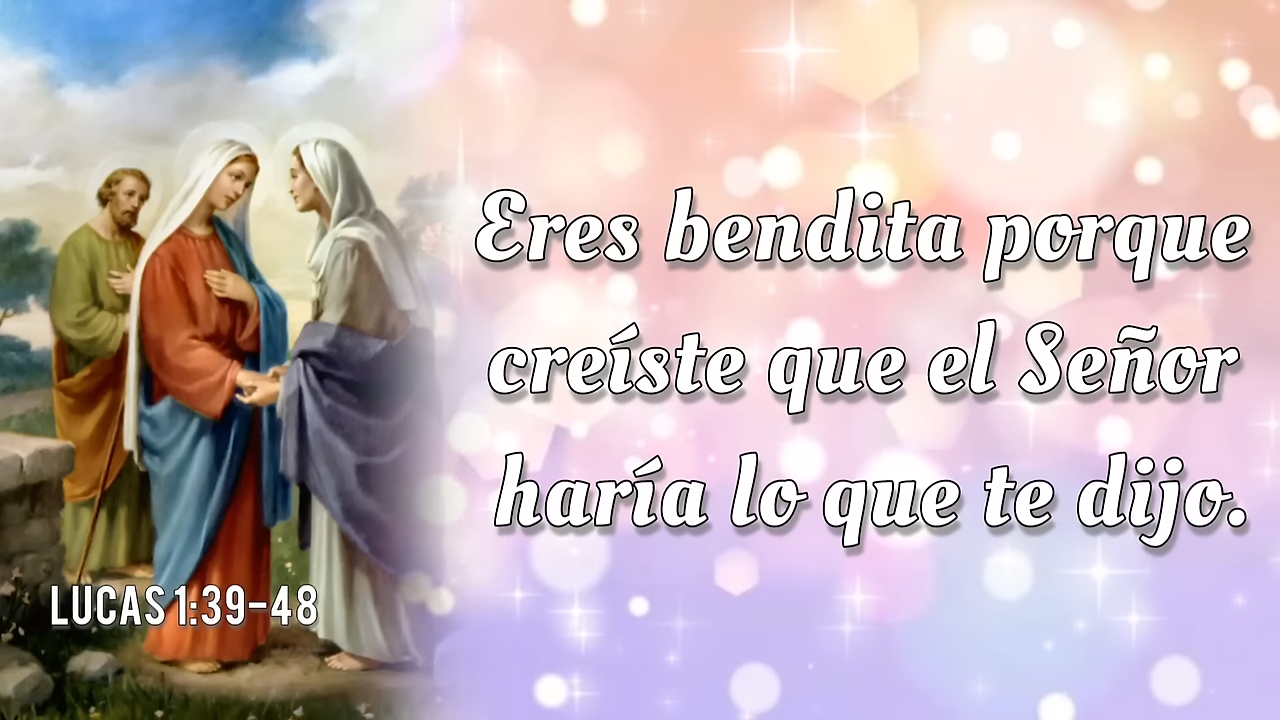 Eres bendita porque
creíste que el Señor
haría lo que te dijo.
LUCAS 1:39-48